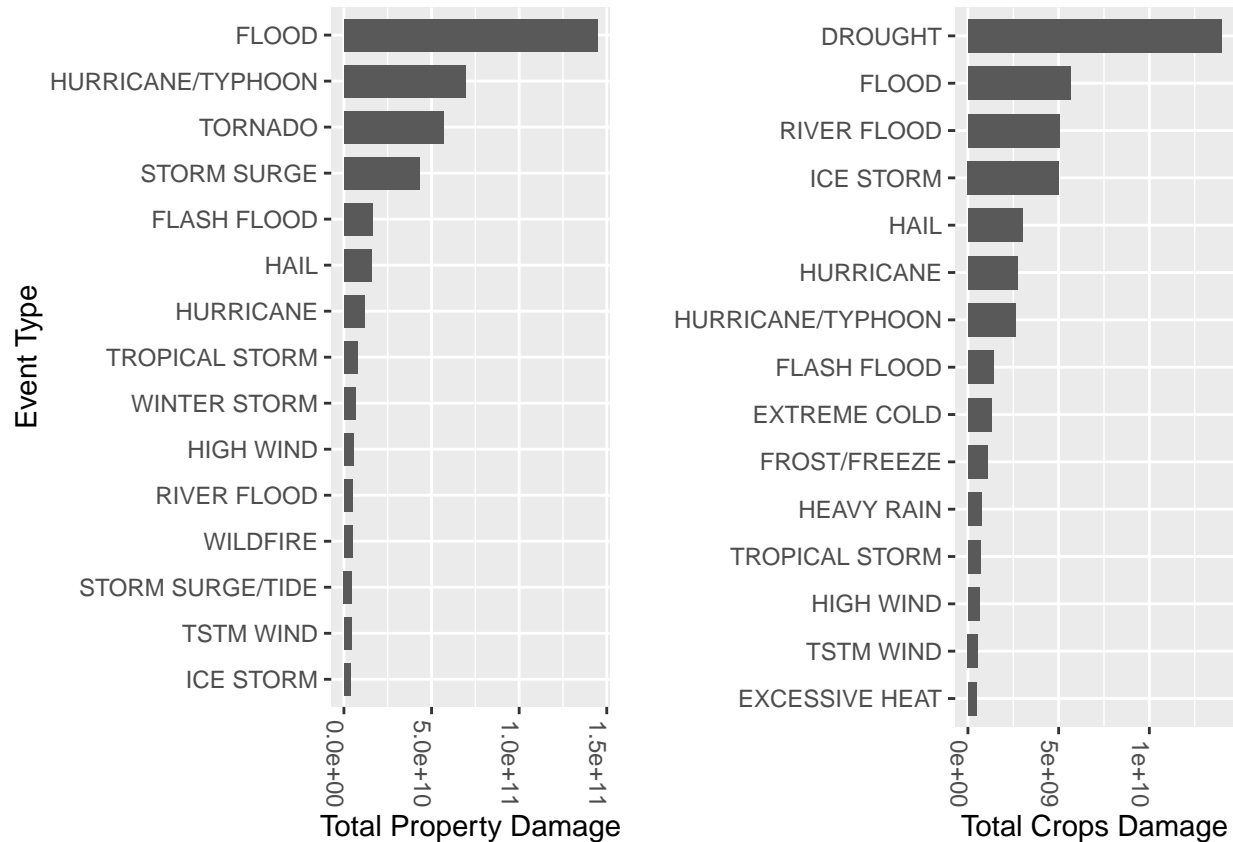 Event Type
FLOOD
HURRICANE/TYPHOON
TORNADO
STORM SURGE
FLASH FLOOD
HAIL
HURRICANE
TROPICAL STORM
WINTER STORM
HIGH WIND
RIVER FLOOD
WILDFIRE
STORM SURGE/TIDE
TSTM WIND
ICE STORM
0.0e+00
5.0e+10
1.0e+11
1.5e+11
Total Property Damage
DROUGHT
FLOOD
RIVER FLOOD
ICE STORM
HAIL
HURRICANE
HURRICANE/TYPHOON
FLASH FLOOD
EXTREME COLD
FROST/FREEZE
HEAVY RAIN
TROPICAL STORM
HIGH WIND
TSTM WIND
EXCESSIVE HEAT
0e+00
5e+09
1e+10
Total Crops Damage